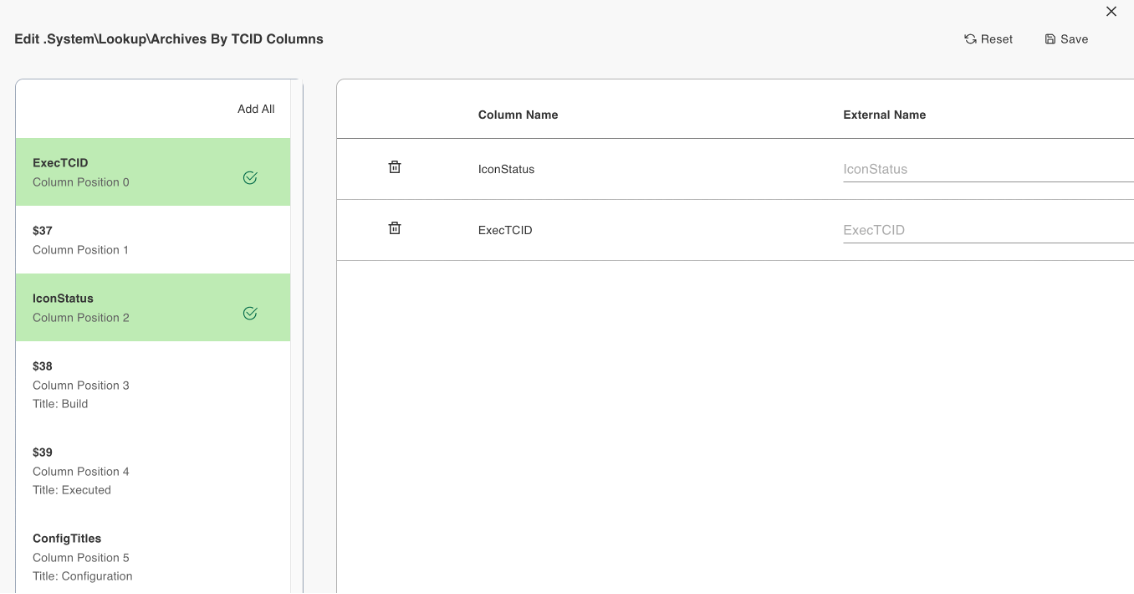 Edit .System\Lookup\Archives By TCID Columns
Reset
Save
Add All
ExecTCID
Column Position 0
$37
Column Position 1
IconStatus
Column Position 2
$38
Column Position 3
Title: Build
$39
Column Position 4
Title: Executed
ConfigTitles
Column Position 5
Title: Configuration
Column Name External Name
IconStatus IconStatus
ExecTCID ExecTCID